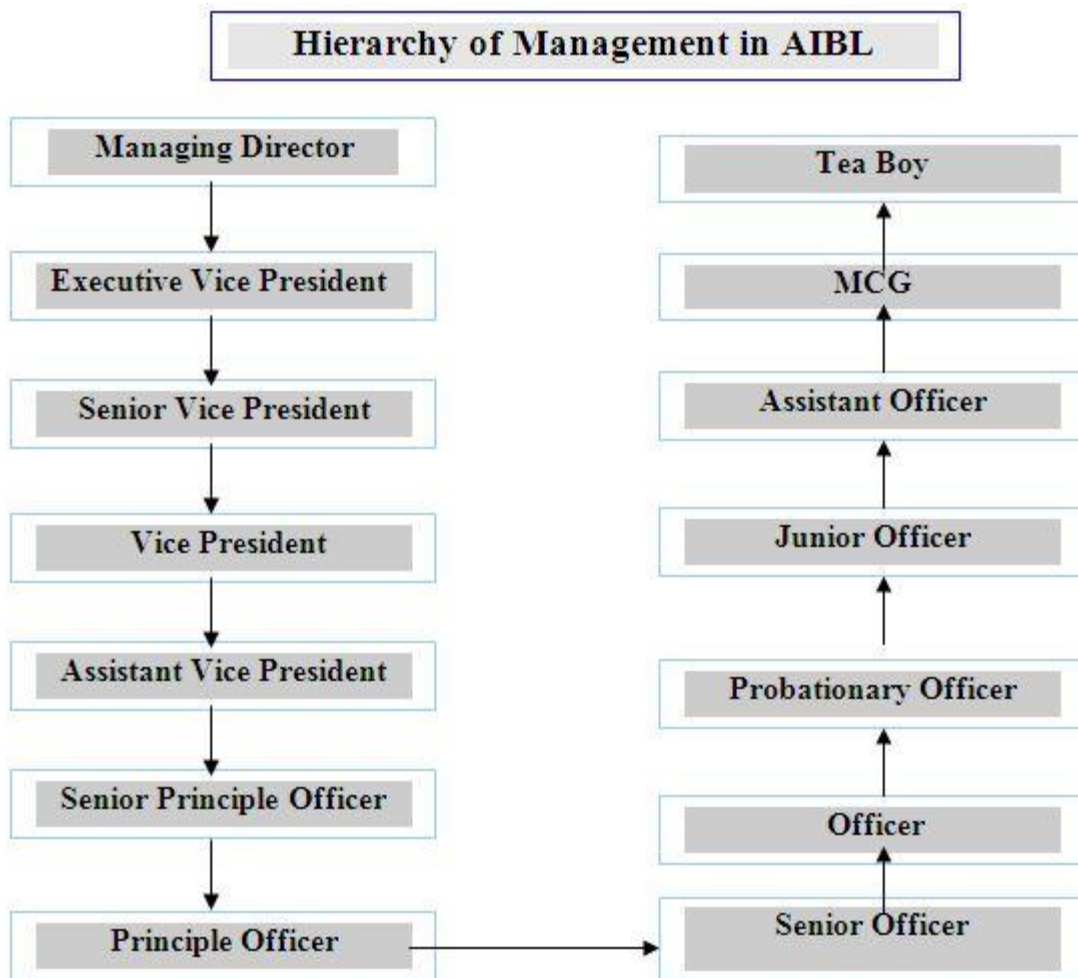 Hierarchy of Management in AIBL
Managing Director
Executive Vice President
Senior Vice President
Vice President
Assistant Vice President
Senior Principle Officer
Principle Officer
Senior Officer
Officer
Probationary Officer
Junior Officer
Assistant Officer
MCG
Tea Boy